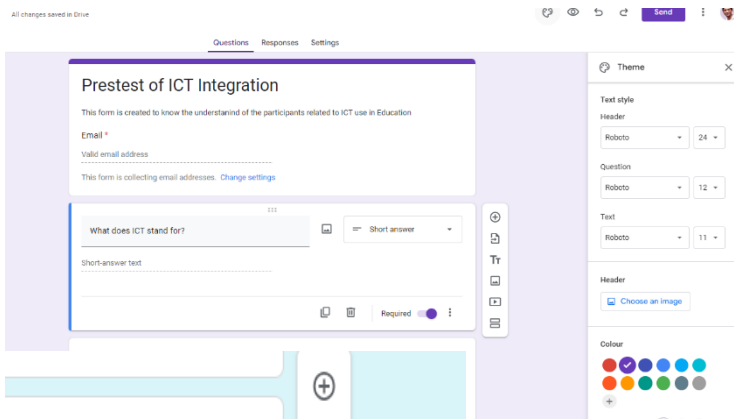 All changes saved in Drive
Send
Questions Responses Settings
Prestest of ICT Integration
This form is created to know the understanind of the participants related to ICT use in Education
Email *
Valid email address
This form is collecting email addresses. Change settings
What does ICT stand for?
Short answer
Short-answer text
Required
Tт
Theme
Text style
Header
Roboto 24
Question
Roboto 12
Text
Roboto 11
Header
Choose an image
Colour